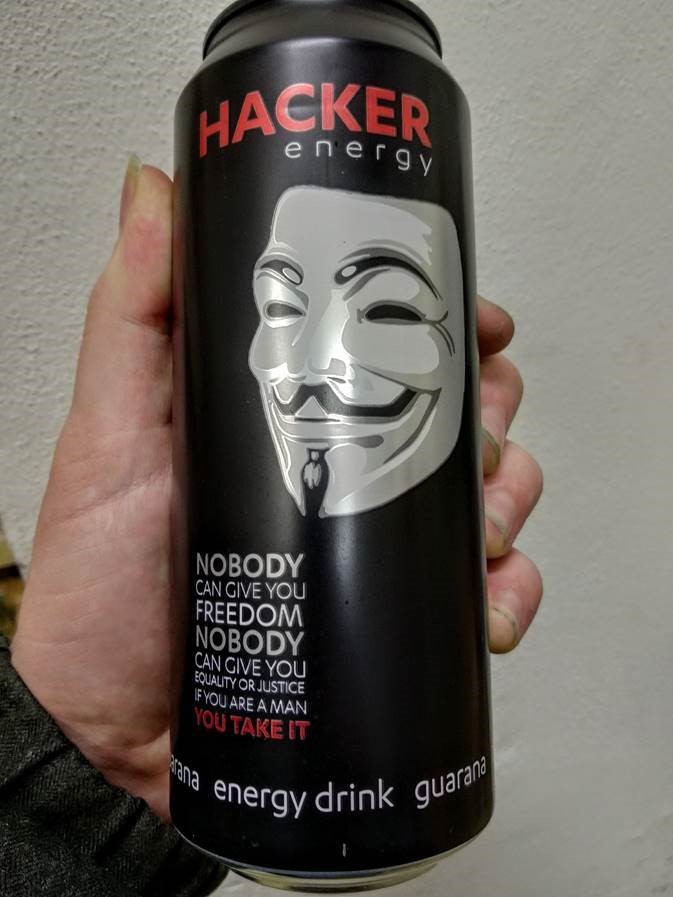 HACKER
energy
NOBODY
CAN GIVE YOU
FREEDOM
NOBODY
CAN GIVE YOU
EQUALITY OR JUSTICE
IF YOU ARE A MAN
YOU TAKE IT
arana energy drink guarana